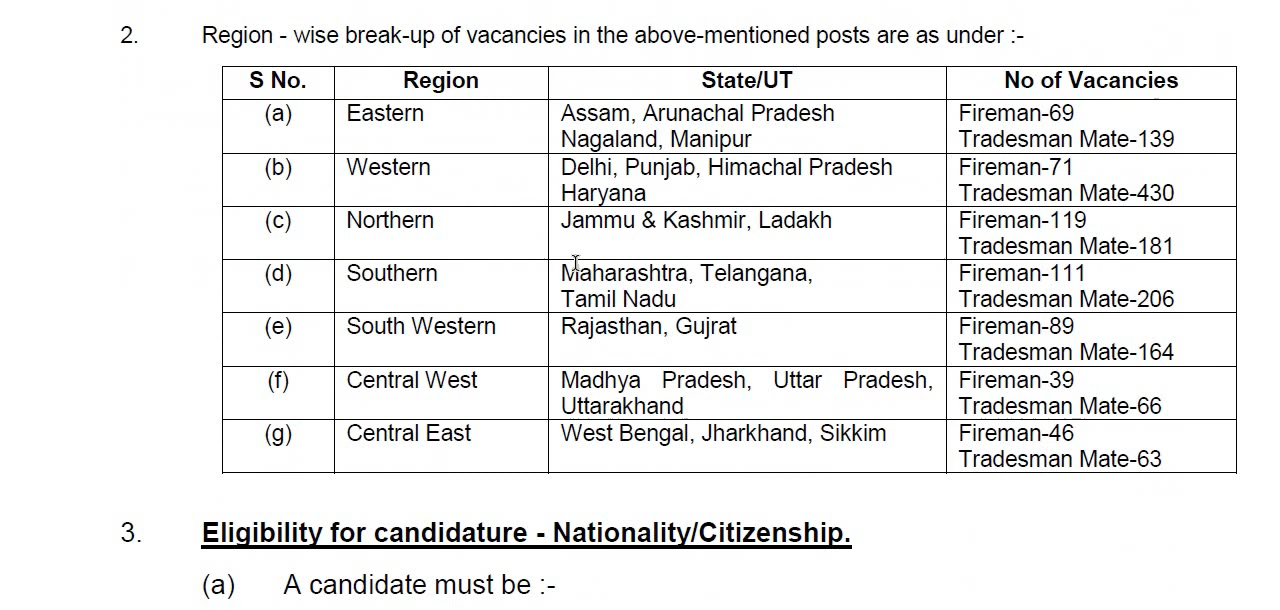 2. Region - wise break-up of vacancies in the above-mentioned posts are as under :-
S No. Region State/UT No of Vacancies
(a) Eastern Assam, Arunachal Pradesh Fireman-69
Nagaland, Manipur Tradesman Mate-139
(b) Western Delhi, Punjab, Himachal Pradesh Fireman-71
Haryana Tradesman Mate-430
(c) Northern Jammu & Kashmir, Ladakh Fireman-119
Tradesman Mate-181
(d) Southern Maharashtra, Telangana, Fireman-111
Tamil Nadu Tradesman Mate-206
(e) South Western Rajasthan, Gujrat Fireman-89
Tradesman Mate-164
(f) Central West Madhya Pradesh, Uttar Pradesh, Fireman-39
Uttarakhand Tradesman Mate-66
(g) Central East West Bengal, Jharkhand, Sikkim Fireman-46
Tradesman Mate-63
3. Eligibility for candidature - Nationality/Citizenship.
(a) A candidate must be :-